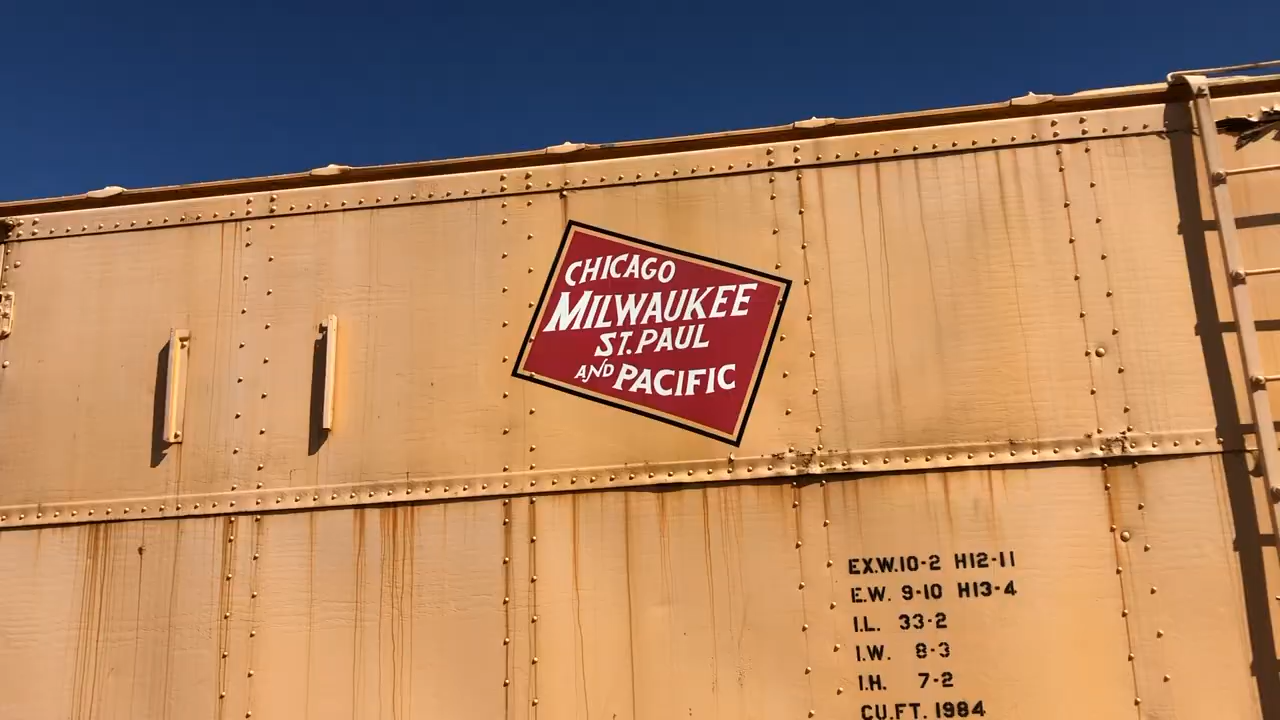 CHICAGO
MILWAUKEE
ST. PAUL
AND PACIFIC
EX.W.10-2 H12-11
E.W. 9-10 H13-4
I.L. 33-2
I.W. 8-3
I.H. 7-2
CU.FT. 1984